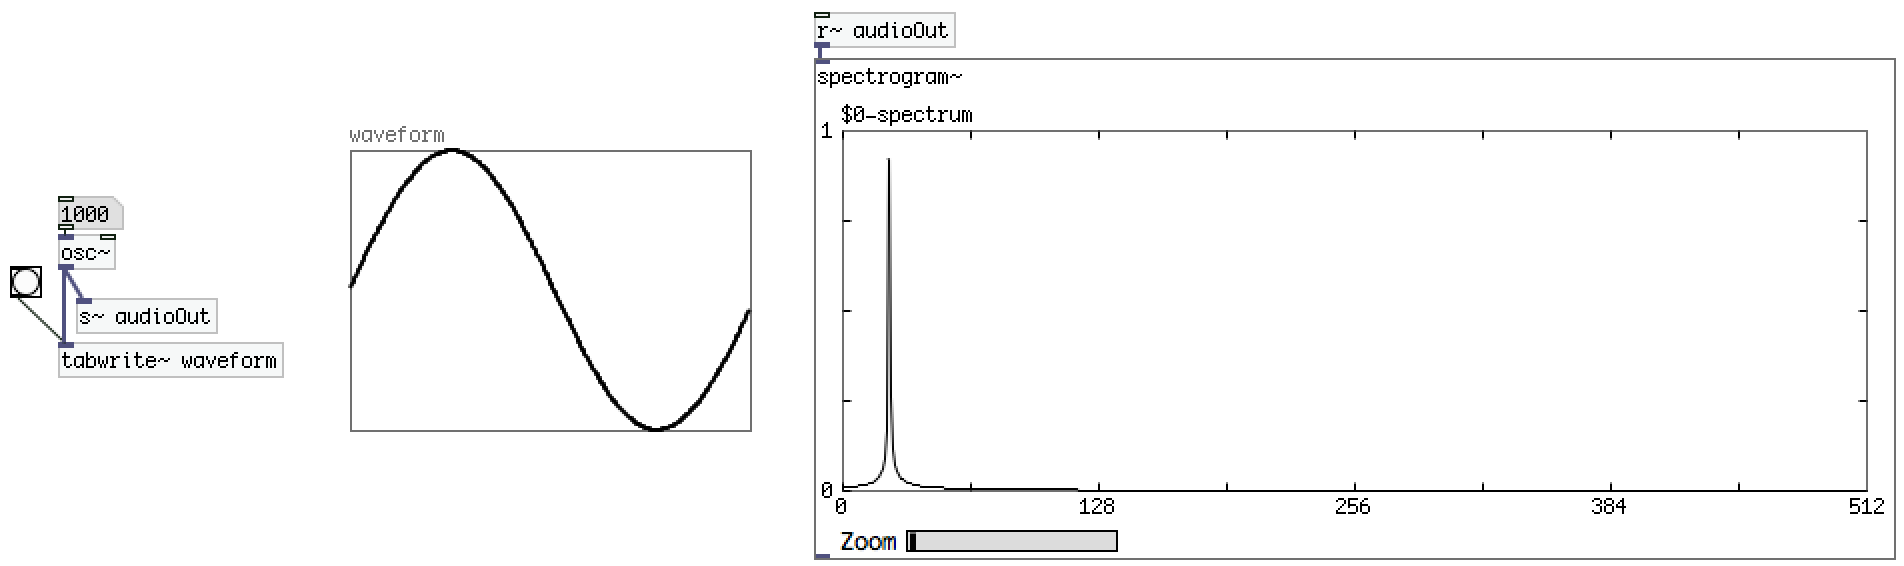 1000
osc~
s~ audioOut
tabwrite~ waveform
waveform
r~ audioOut
spectrogram~
$0-spectrum
1
0
0 128 256 384 512
Zoom